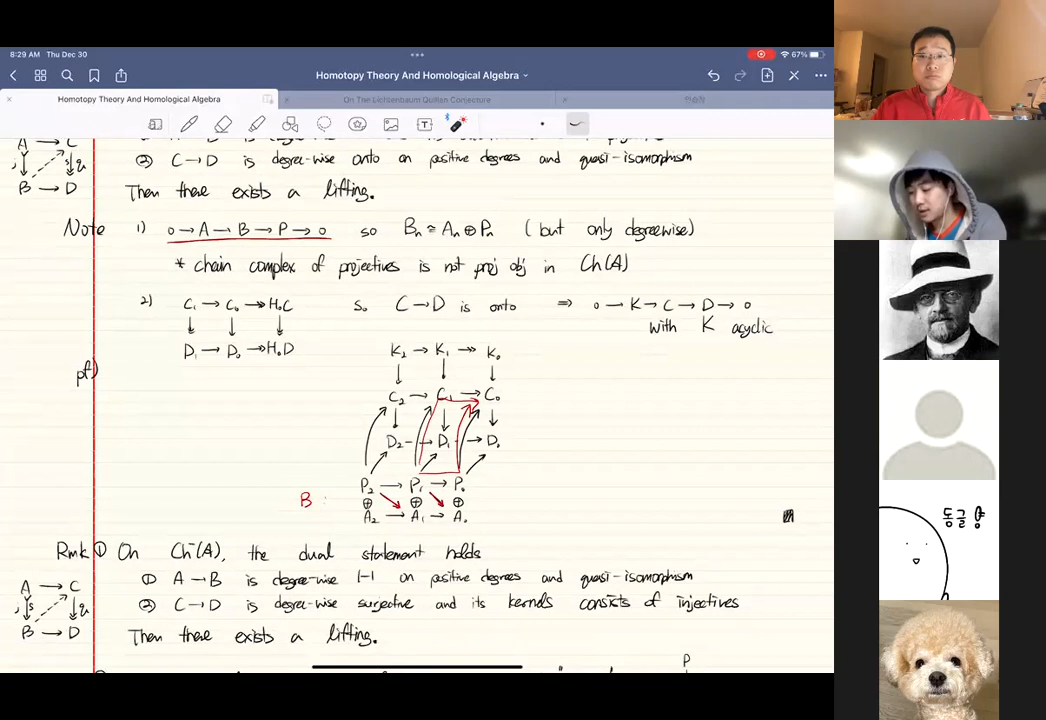 8:29 AM Thu Dec 30
67%
Homotopy Theory And Homological Algebra
Homotopy Theory And Homological Algebra
On The Lichtenbaum Quillen Conjecture
연습장
A → C
B → D
② C → D is degree-wise onto on positive degrees and quasi-isomorphism
Then there exists a lifting.
Note 1) 0 → A → B → P → 0 so Bn ≅ An ⊕ Pn (but only degreewise)
* chain complex of projectives is not proj obj in Ch(A)
2) C₁ → C₀ ↠ H₀C so C → D is onto ⇒ 0 → K → C → D → 0
D₁ → D₀ → H₀D with K acyclic
pf)
K₂ → K₁ ↠ K₀
C₂ → C₁ → C₀
D₂ → D₁ → D₀
P₂ → P₁ → P₀
B : ⊕ ⊕ ⊕
A₂ → A₁ → A₀
Rmk ① On Ch⁻(A), the dual statement holds
A → C
① A → B is degree-wise 1-1 on positive degrees and quasi-isomorphism
② C → D is degree-wise surjective and its kernels consists of injectives
B → D
Then there exists a lifting.
P
동글양